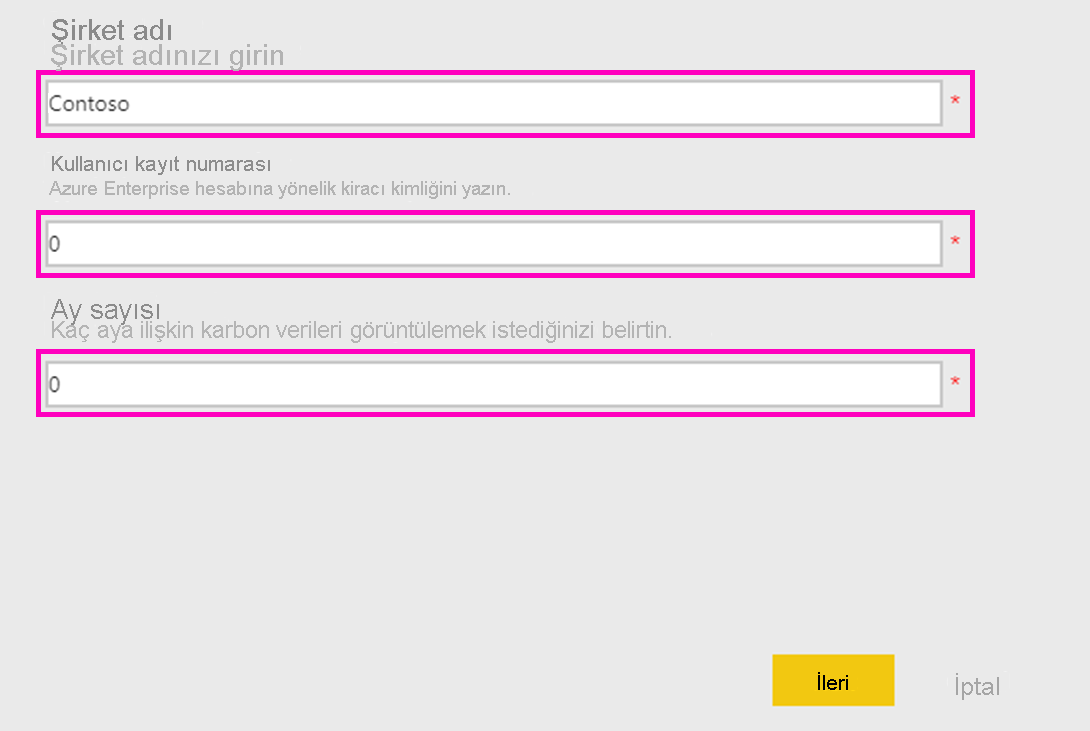 Şirket adı
Şirket adınızı girin
Contoso *
Kullanıcı kayıt numarası
Azure Enterprise hesabına yönelik kiracı kimliğini yazın.
0 *
Ay sayısı
Kaç aya ilişkin karbon verileri görüntülemek istediğinizi belirtin.
0 *
İleri İptal